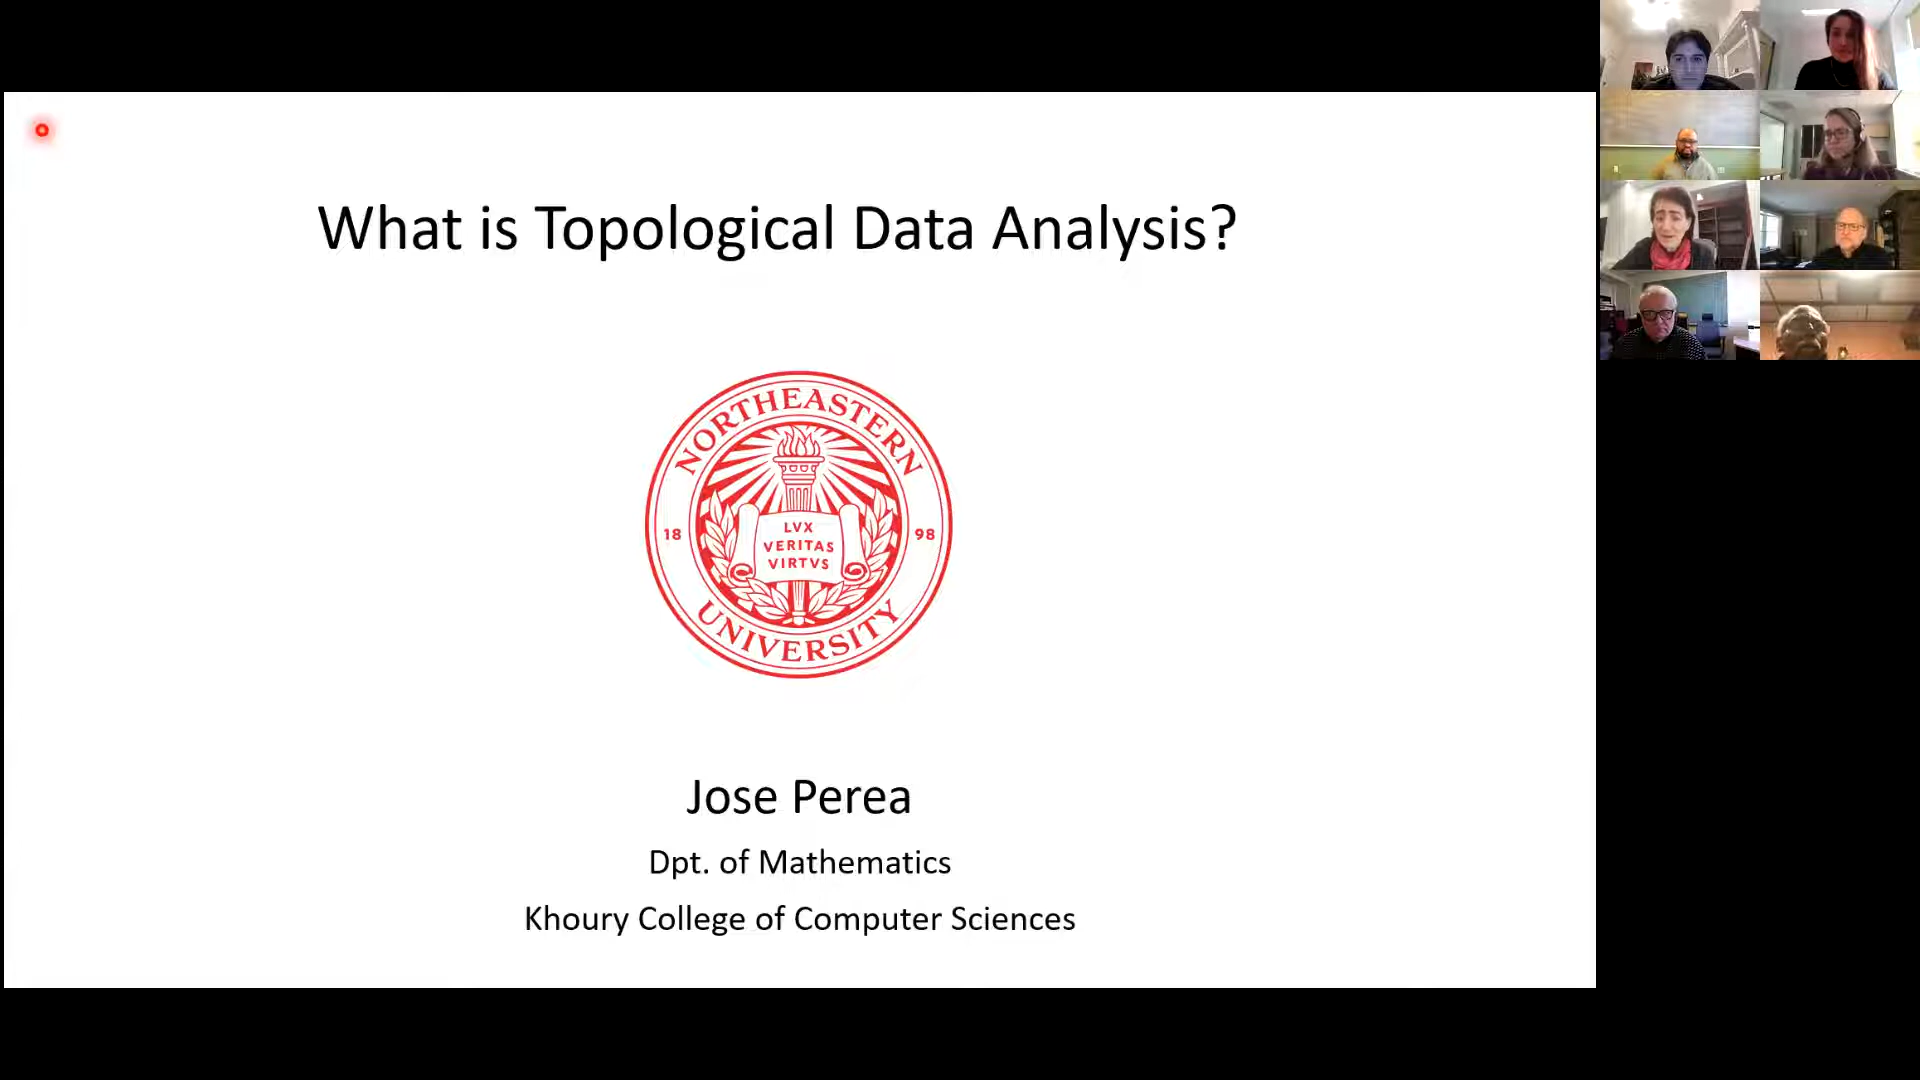 What is Topological Data Analysis?
NORTHEASTERN
18 98
LVX
VERITAS
VIRTVS
UNIVERSITY
Jose Perea
Dpt. of Mathematics
Khoury College of Computer Sciences